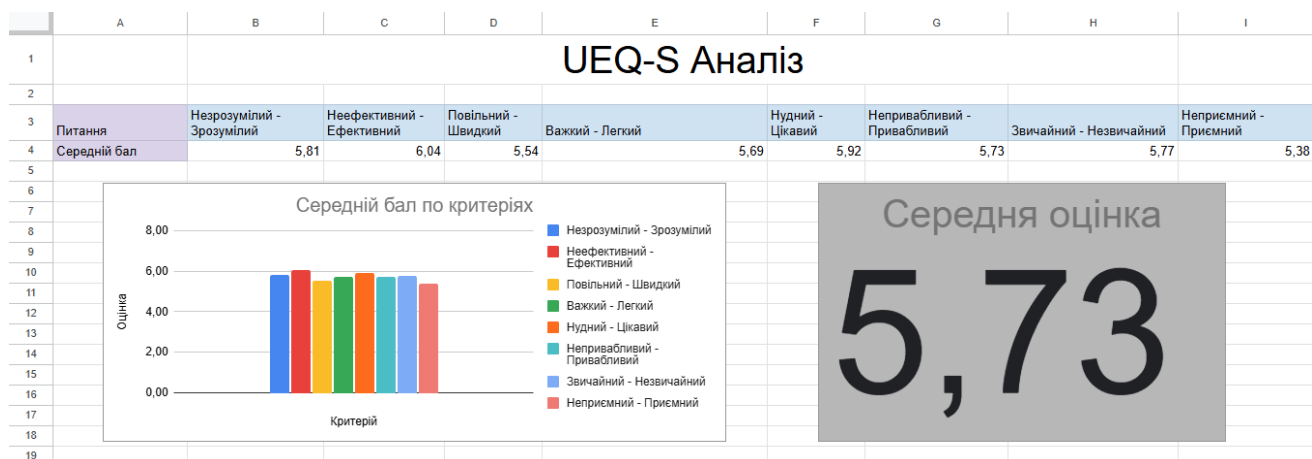 A B C D E F G H I
1 UEQ-S Аналіз
2
3 Питання Незрозумілий - Зрозумілий Неефективний - Ефективний Повільний - Швидкий Важкий - Легкий Нудний - Цікавий Непривабливий - Привабливий Звичайний - Незвичайний Неприємний - Приємний
4 Середній бал 5,81 6,04 5,54 5,69 5,92 5,73 5,77 5,38
5
6
7
8
9
10
11
12
13
14
15
16
17
18
19
Середній бал по критеріях
8,00
6,00
4,00
2,00
0,00
Оцінка
Критерій
Незрозумілий - Зрозумілий
Неефективний -
Ефективний
Повільний - Швидкий
Важкий - Легкий
Нудний - Цікавий
Непривабливий -
Привабливий
Звичайний - Незвичайний
Неприємний - Приємний
Середня оцінка
5,73